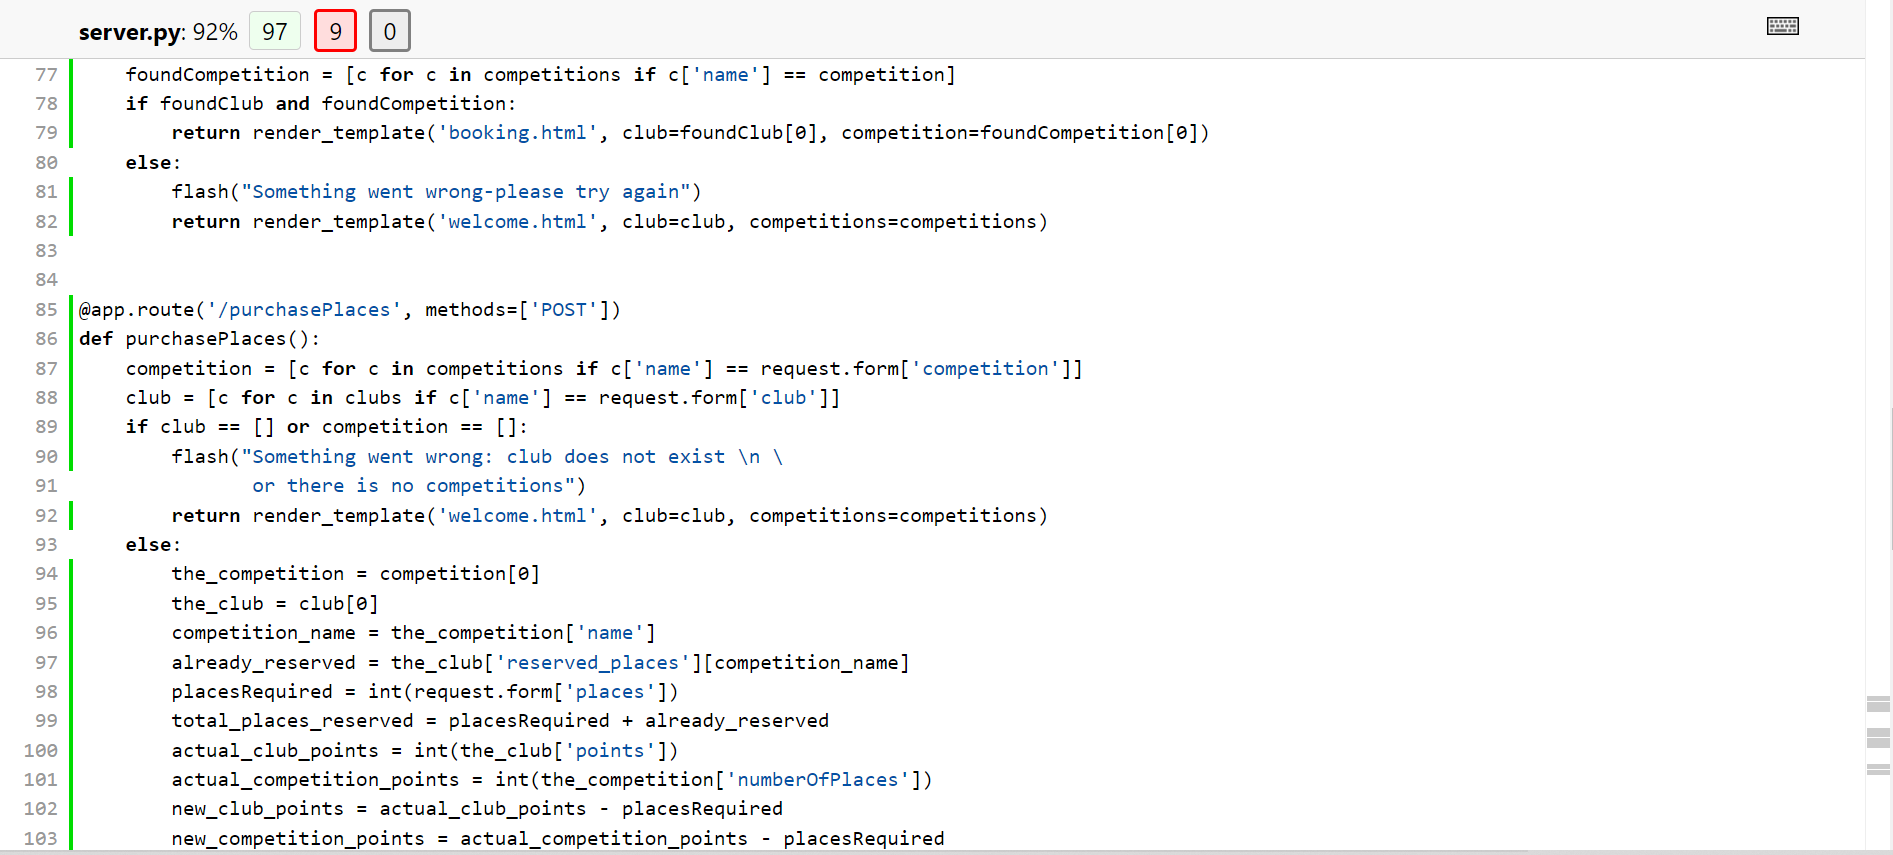 server.py: 92% 97 9 0
77 foundCompetition = [c for c in competitions if c['name'] == competition]
78 if foundClub and foundCompetition:
79 return render_template('booking.html', club=foundClub[0], competition=foundCompetition[0])
80 else:
81 flash("Something went wrong-please try again")
82 return render_template('welcome.html', club=club, competitions=competitions)
83
84
85 @app.route('/purchasePlaces', methods=['POST'])
86 def purchasePlaces():
87 competition = [c for c in competitions if c['name'] == request.form['competition']]
88 club = [c for c in clubs if c['name'] == request.form['club']]
89 if club == [] or competition == []:
90 flash("Something went wrong: club does not exist \n \
91 or there is no competitions")
92 return render_template('welcome.html', club=club, competitions=competitions)
93 else:
94 the_competition = competition[0]
95 the_club = club[0]
96 competition_name = the_competition['name']
97 already_reserved = the_club['reserved_places'][competition_name]
98 placesRequired = int(request.form['places'])
99 total_places_reserved = placesRequired + already_reserved
100 actual_club_points = int(the_club['points'])
101 actual_competition_points = int(the_competition['numberOfPlaces'])
102 new_club_points = actual_club_points - placesRequired
103 new_competition_points = actual_competition_points - placesRequired